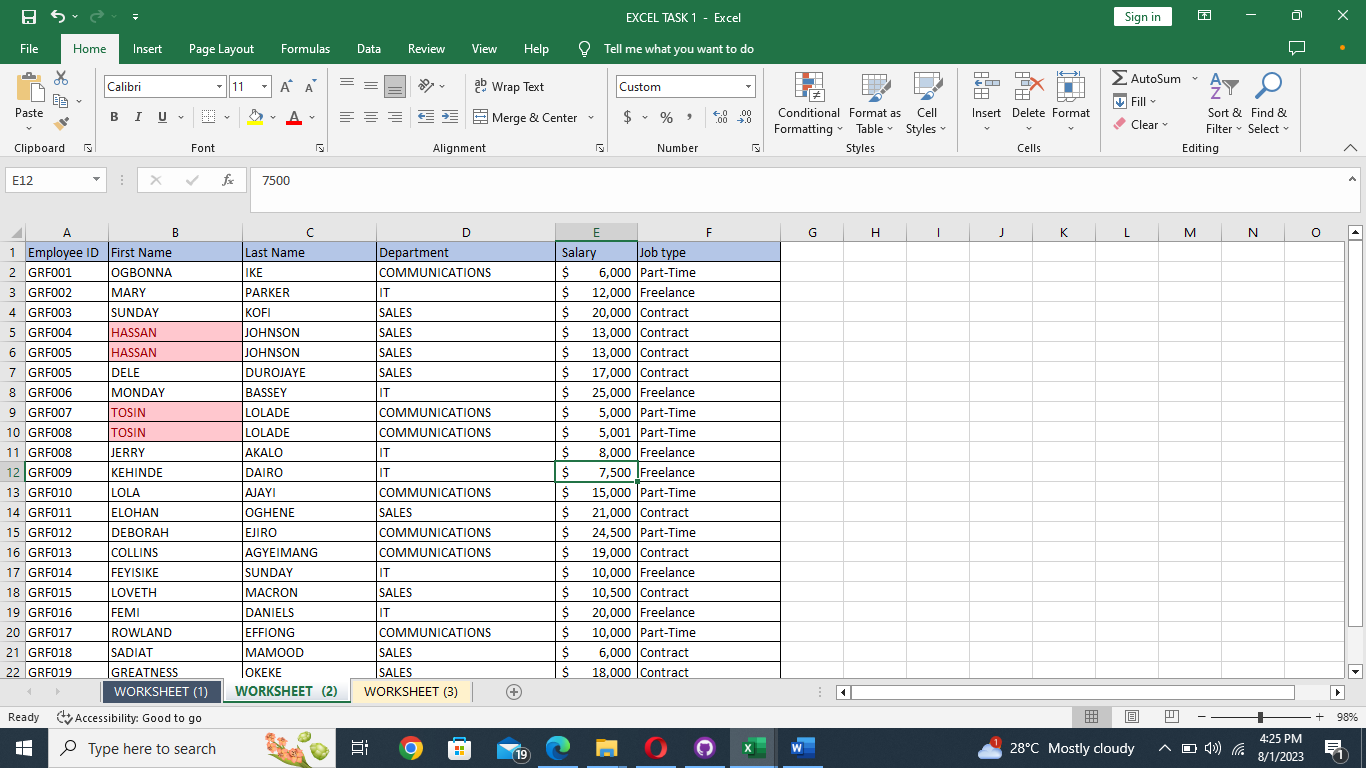 EXCEL TASK 1 - Excel
Sign in
File Home Insert Page Layout Formulas Data Review View Help Tell me what you want to do
Paste
Clipboard
Calibri 11
B I U
Font
Wrap Text
Merge & Center
Alignment
Custom
$ % ,
Number
Conditional Formatting
Format as Table
Cell Styles
Styles
Insert Delete Format
Cells
AutoSum
Fill
Clear
Sort & Filter
Find & Select
Editing
E12 fx 7500
A B C D E F G H I J K L M N O
1 Employee ID First Name Last Name Department Salary Job type
2 GRF001 OGBONNA IKE COMMUNICATIONS $ 6,000 Part-Time
3 GRF002 MARY PARKER IT $ 12,000 Freelance
4 GRF003 SUNDAY KOFI SALES $ 20,000 Contract
5 GRF004 HASSAN JOHNSON SALES $ 13,000 Contract
6 GRF005 HASSAN JOHNSON SALES $ 13,000 Contract
7 GRF005 DELE DUROJAYE SALES $ 17,000 Contract
8 GRF006 MONDAY BASSEY IT $ 25,000 Freelance
9 GRF007 TOSIN LOLADE COMMUNICATIONS $ 5,000 Part-Time
10 GRF008 TOSIN LOLADE COMMUNICATIONS $ 5,001 Part-Time
11 GRF008 JERRY AKALO IT $ 8,000 Freelance
12 GRF009 KEHINDE DAIRO IT $ 7,500 Freelance
13 GRF010 LOLA AJAYI COMMUNICATIONS $ 15,000 Part-Time
14 GRF011 ELOHAN OGHENE SALES $ 21,000 Contract
15 GRF012 DEBORAH EJIRO COMMUNICATIONS $ 24,500 Part-Time
16 GRF013 COLLINS AGYEIMANG COMMUNICATIONS $ 19,000 Contract
17 GRF014 FEYISIKE SUNDAY IT $ 10,000 Freelance
18 GRF015 LOVETH MACRON SALES $ 10,500 Contract
19 GRF016 FEMI DANIELS IT $ 20,000 Freelance
20 GRF017 ROWLAND EFFIONG COMMUNICATIONS $ 10,000 Part-Time
21 GRF018 SADIAT MAMOOD SALES $ 6,000 Contract
22 GRF019 GREATNESS OKEKE SALES $ 18,000 Contract
WORKSHEET (1) WORKSHEET (2) WORKSHEET (3)
Ready Accessibility: Good to go 98%
Type here to search 19 1 28°C Mostly cloudy 4:25 PM
8/1/2023 1